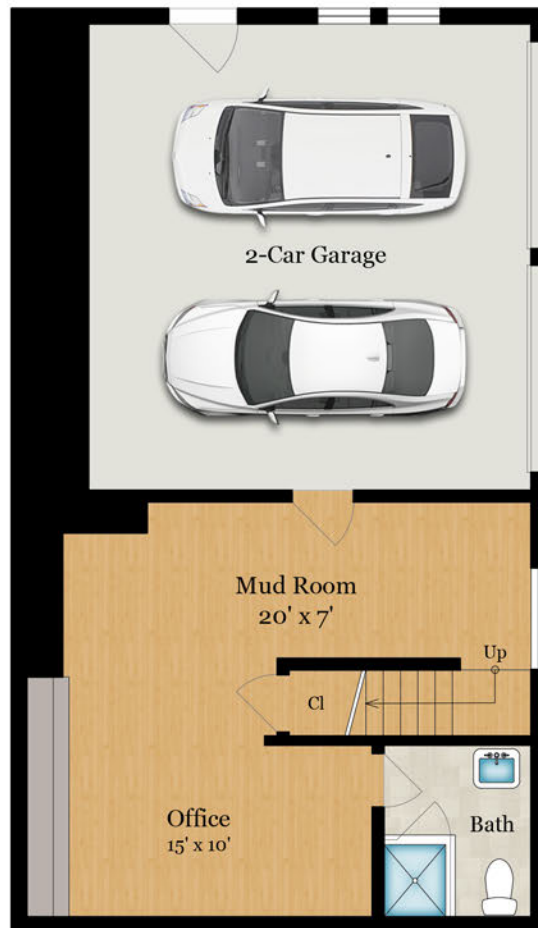 2-Car Garage
Mud Room
20' x 7'
Up
Cl
Office
15' x 10'
Bath